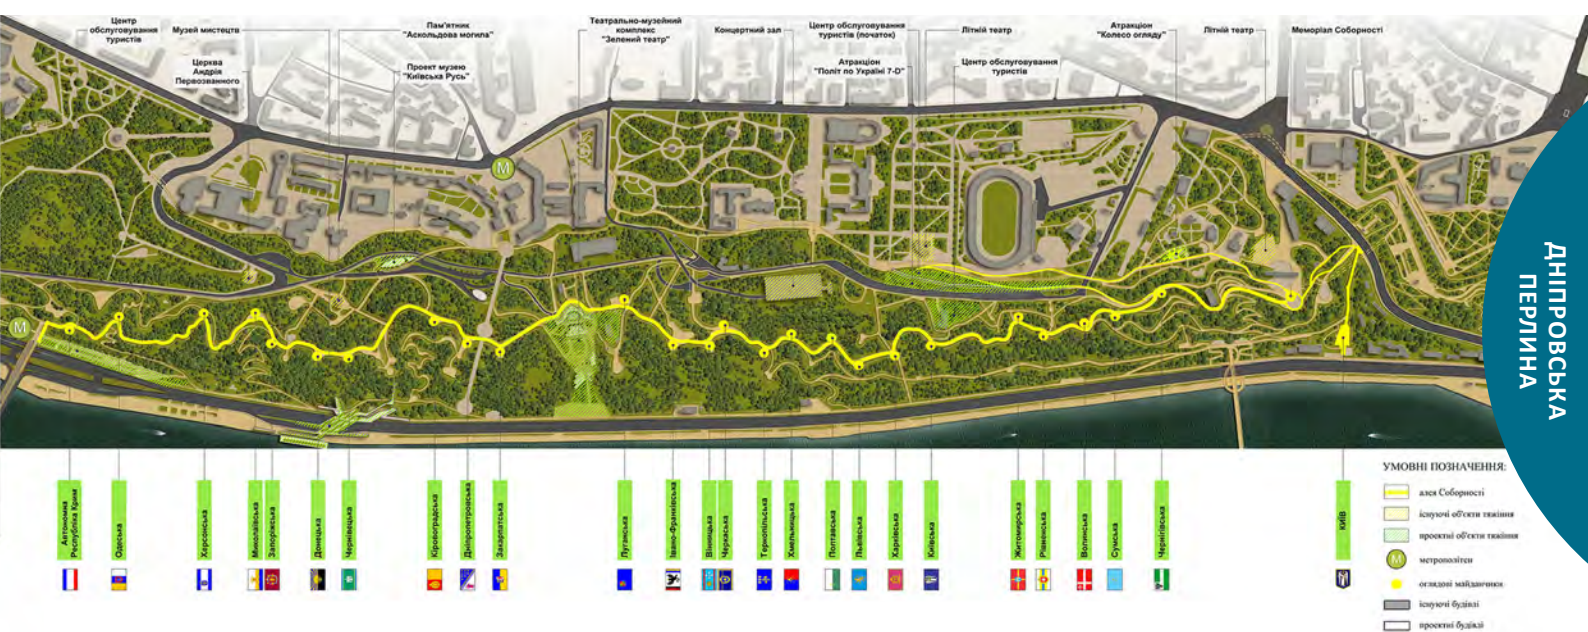 Центр
обслуговування
туристів
Музей мистецтв
Церква
Андрія
Первозванного
Пам'ятник
"Аскольдова могила"
Проект музею
"Київська Русь"
Театрально-музейний
комплекс
"Зелений театр"
Концертний зал
Центр обслуговування
туристів (початок)
Атракціон
"Політ по Україні 7-D"
Літній театр
Центр обслуговування
туристів
Атракціон
"Колесо огляду"
Літній театр
Меморіал Соборності
М
М
ДНІПРОВСЬКА
ПЕРЛИНА
Автономна
Республіка Крим
Одеська
Херсонська
Миколаївська
Запоріжська
Донецька
Чернівецька
Кіровоградська
Дніпропетровська
Закарпатська
Луганська
Івано-Франківська
Вінницька
Черкаська
Тернопільська
Хмельницька
Полтавська
Львівська
Харківська
Київська
Житомирська
Рівненська
Волинська
Сумська
Чернігівська
КИЇВ
УМОВНІ ПОЗНАЧЕННЯ:
алея Соборності
існуючі об'єкти тяжіння
проектні об'єкти тяжіння
М метрополітен
оглядові майданчики
існуючі будівлі
проектні будівлі